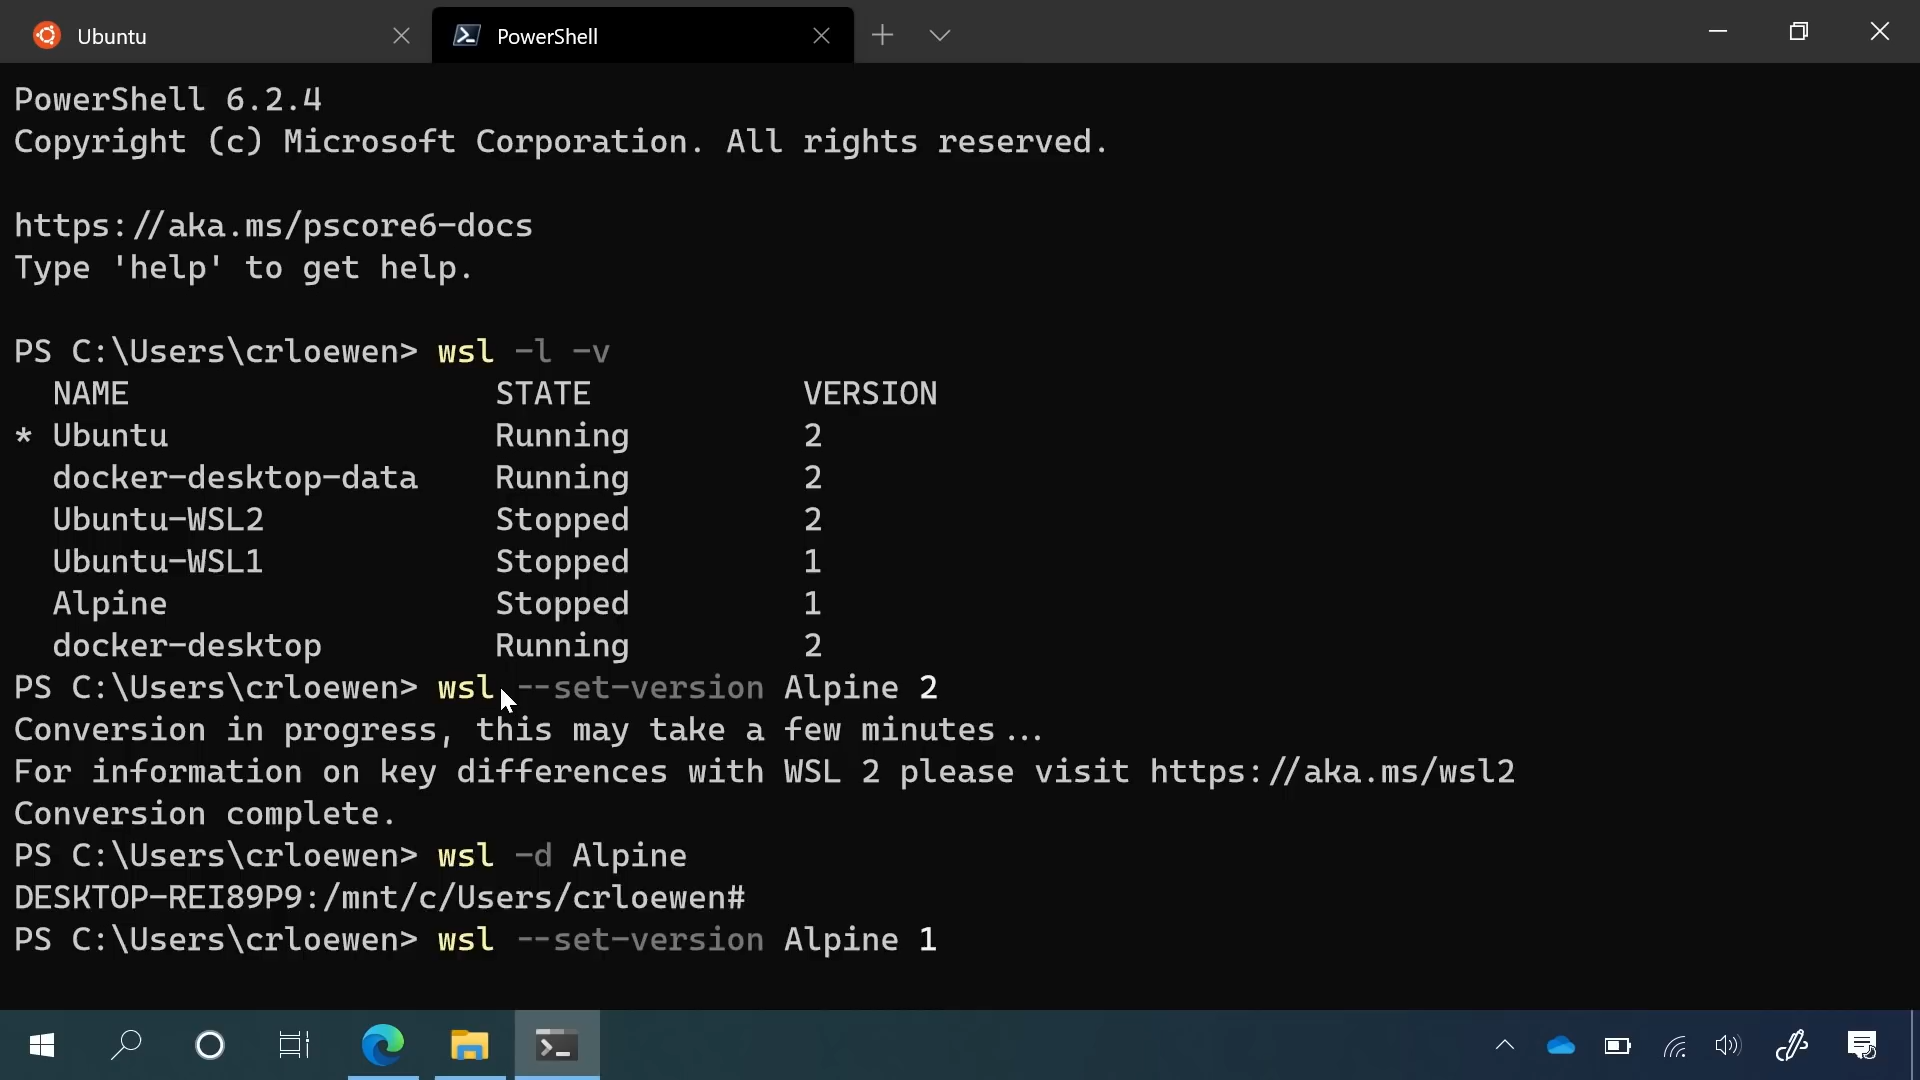 Ubuntu
PowerShell
PowerShell 6.2.4
Copyright (c) Microsoft Corporation. All rights reserved.
https://aka.ms/pscore6-docs
Type 'help' to get help.
PS C:\Users\crloewen> wsl -l -v
NAME STATE VERSION
* Ubuntu Running 2
docker-desktop-data Running 2
Ubuntu-WSL2 Stopped 2
Ubuntu-WSL1 Stopped 1
Alpine Stopped 1
docker-desktop Running 2
PS C:\Users\crloewen> wsl --set-version Alpine 2
Conversion in progress, this may take a few minutes...
For information on key differences with WSL 2 please visit https://aka.ms/wsl2
Conversion complete.
PS C:\Users\crloewen> wsl -d Alpine
DESKTOP-REI89P9:/mnt/c/Users/crloewen#
PS C:\Users\crloewen> wsl --set-version Alpine 1